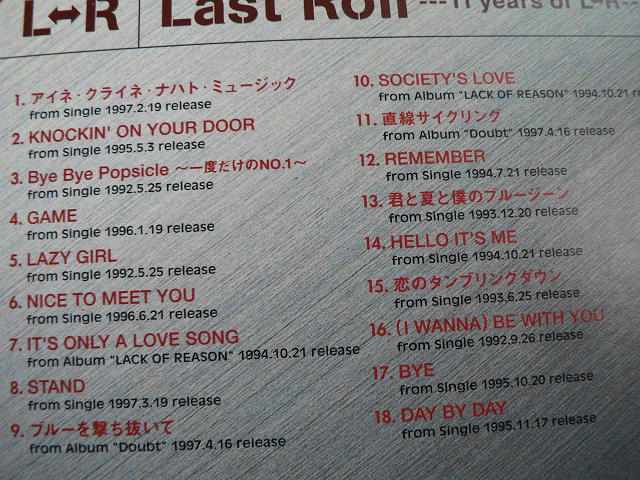 L↔R Last Roll ---11 years of L↔R--
1. アイネ・クライネ・ナハト・ミュージック
from Single 1997.2.19 release
2. KNOCKIN' ON YOUR DOOR
from Single 1995.5.3 release
3. Bye Bye Popsicle ～一度だけのNO.1～
from Single 1992.5.25 release
4. GAME
from Single 1996.1.19 release
5. LAZY GIRL
from Single 1992.5.25 release
6. NICE TO MEET YOU
from Single 1996.6.21 release
7. IT'S ONLY A LOVE SONG
from Album "LACK OF REASON" 1994.10.21 release
8. STAND
from Single 1997.3.19 release
9. ブルーを撃ち抜いて
from Album "Doubt" 1997.4.16 release
10. SOCIETY'S LOVE
from Album "LACK OF REASON" 1994.10.21 r
11. 直線サイクリング
from Album "Doubt" 1997.4.16 release
12. REMEMBER
from Single 1994.7.21 release
13. 君と夏と僕のブルージーン
from Single 1993.12.20 release
14. HELLO IT'S ME
from Single 1994.10.21 release
15. 恋のタンブリングダウン
from Single 1993.6.25 release
16. (I WANNA) BE WITH YOU
from Single 1992.9.26 release
17. BYE
from Single 1995.10.20 release
18. DAY BY DAY
from Single 1995.11.17 release